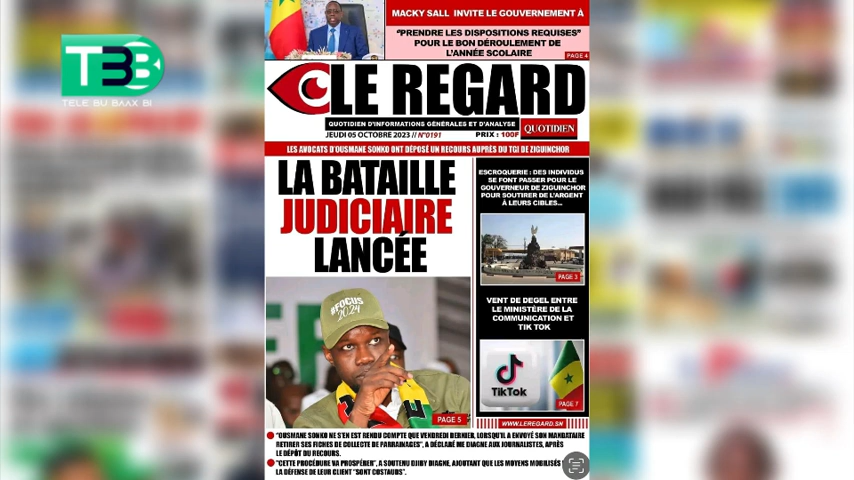 TBB
TELE BU BAAX BI
MACKY SALL INVITE LE GOUVERNEMENT À
"PRENDRE LES DISPOSITIONS REQUISES"
POUR LE BON DÉROULEMENT DE
L'ANNÉE SCOLAIRE
PAGE 4
LE REGARD
QUOTIDIEN D'INFORMATIONS GÉNÉRALES ET D'ANALYSE
JEUDI 05 OCTOBRE 2023 // N°0191
PRIX : 100F
QUOTIDIEN
LES AVOCATS D'OUSMANE SONKO ONT DÉPOSÉ UN RECOURS AUPRÈS DU TGI DE ZIGUINCHOR
LA BATAILLE
JUDICIAIRE
LANCÉE
#FOCUS
2024
PAGE 5
ESCROQUERIE : DES INDIVIDUS
SE FONT PASSER POUR LE
GOUVERNEUR DE ZIGUINCHOR
POUR SOUTIRER DE L'ARGENT
À LEURS CIBLES...
PAGE 3
VENT DE DEGEL ENTRE
LE MINISTÈRE DE LA
COMMUNICATION ET
TIK TOK
TikTok
PAGE 7
WWW.LEREGARD.SN
"OUSMANE SONKO NE S'EN EST RENDU COMPTE QUE VENDREDI DERNIER, LORSQU'IL A ENVOYÉ SON MANDATAIRE
RETIRER SES FICHES DE COLLECTE DE PARRAINAGES", A DÉCLARÉ ME DIAGNE AUX JOURNALISTES, APRÈS
LE DÉPÔT DU RECOURS.
"CETTE PROCÉDURE VA PROSPÉRER", A SOUTENU DJIBY DIAGNE, AJOUTANT QUE LES MOYENS MOBILISÉS
LA DÉFENSE DE LEUR CLIENT "SONT COSTAUDS".